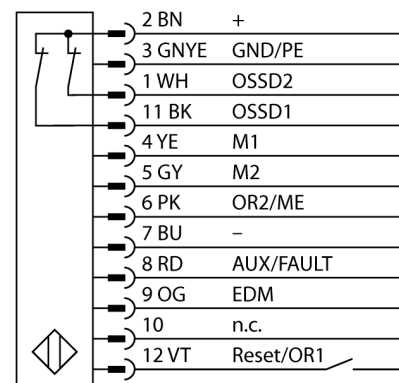 2 BN +
3 GNYE GND/PE
1 WH OSSD2
11 BK OSSD1
4 YE M1
5 GY M2
6 PK OR2/ME
7 BU –
8 RD AUX/FAULT
9 OG EDM
10 n.c.
12 VT Reset/OR1